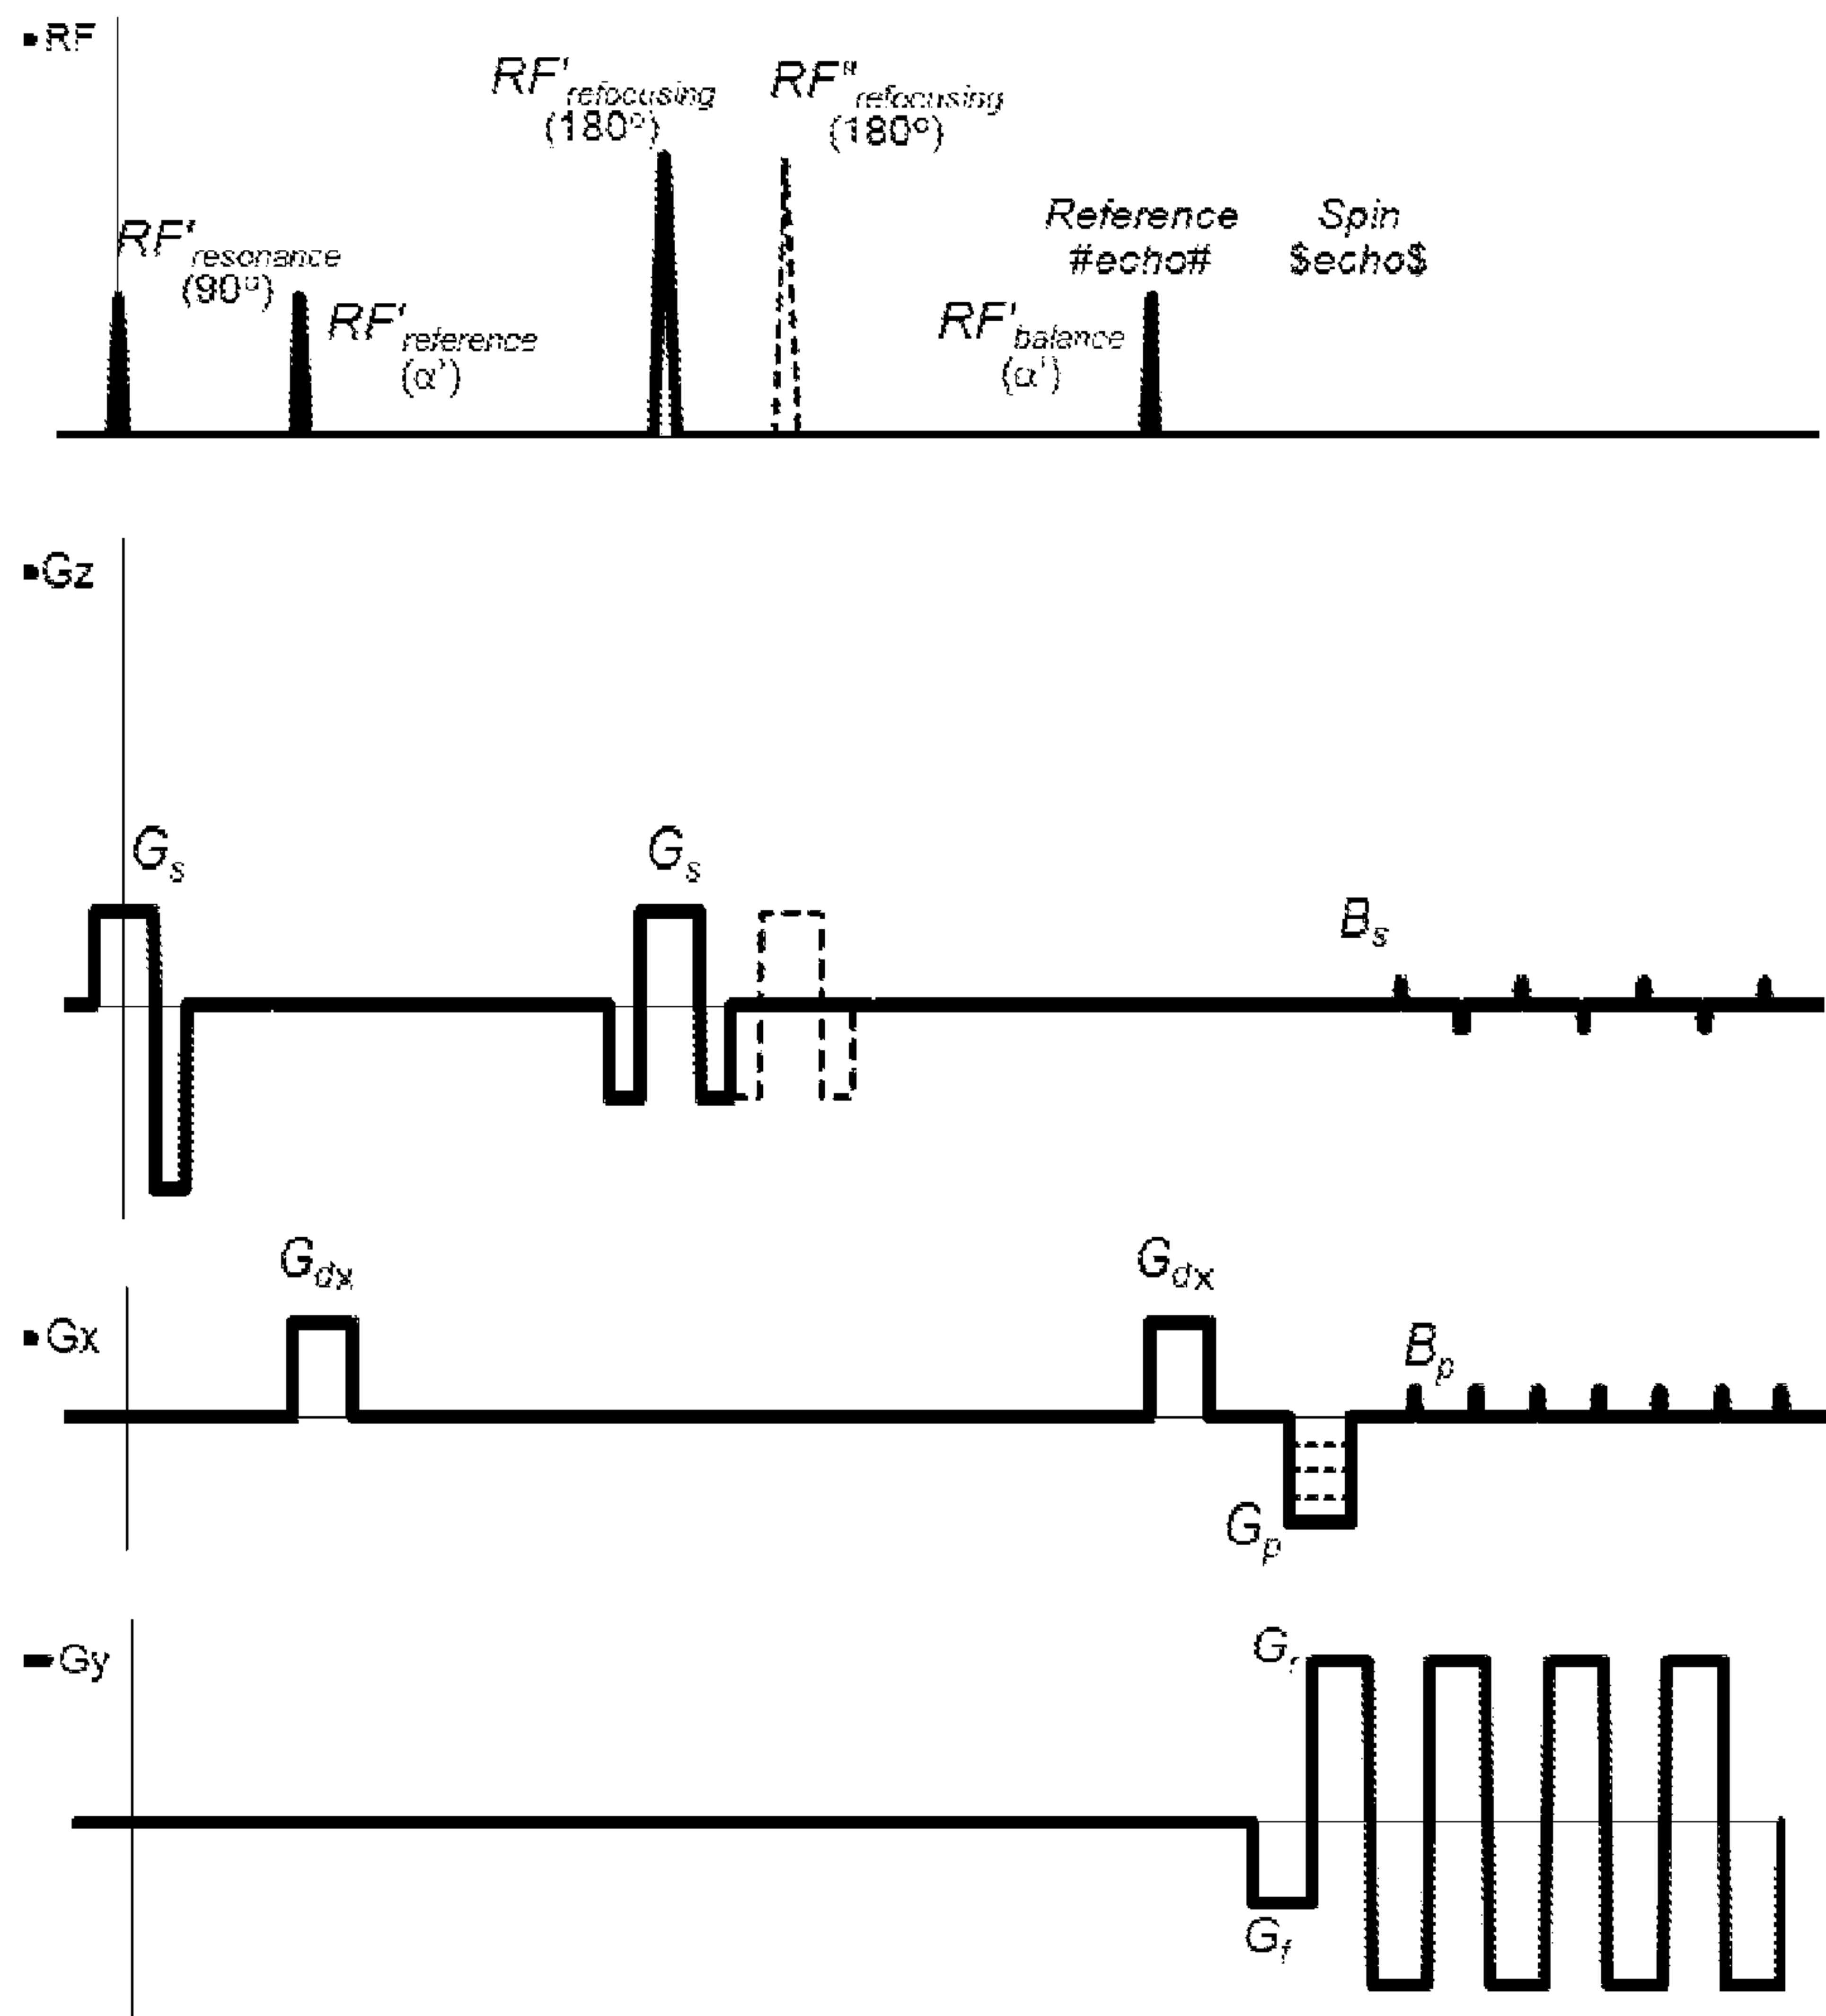 ▪RF
RF'refocusing
(180°)
RF"refocusing
(180°)
RF'resonance
(90°)
RF'reference
(α')
Reference
#echo#
Spin
$echo$
RF'balance
(α')
▪Gz
Gs
Gs
Bs
Gdx
Gdx
▪Gx
Bp
Gp
▬Gy
Gr
Gf